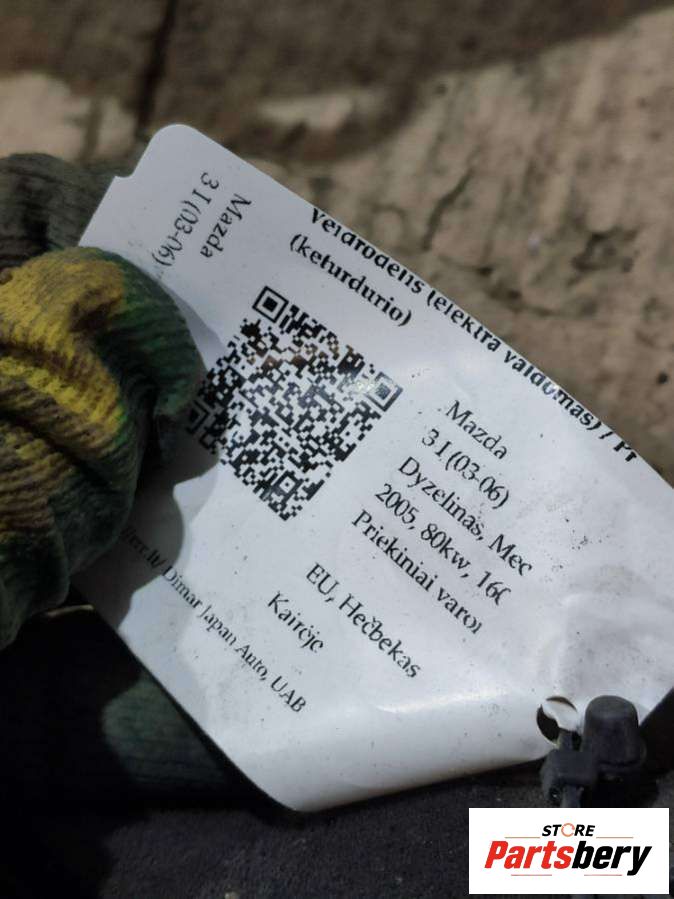 Mazda
3 I (03-06)
Veidrodėlis (elektra valdomas) / Pr
(keturdurio)
Mazda
3 I (03-06)
Dyzelinas, Mec
2005, 80kw, 16
Priekiniai varo
EU, Hečbekas
Kairėje
Dimar Japan Auto, UAB
STORE
Partsbery